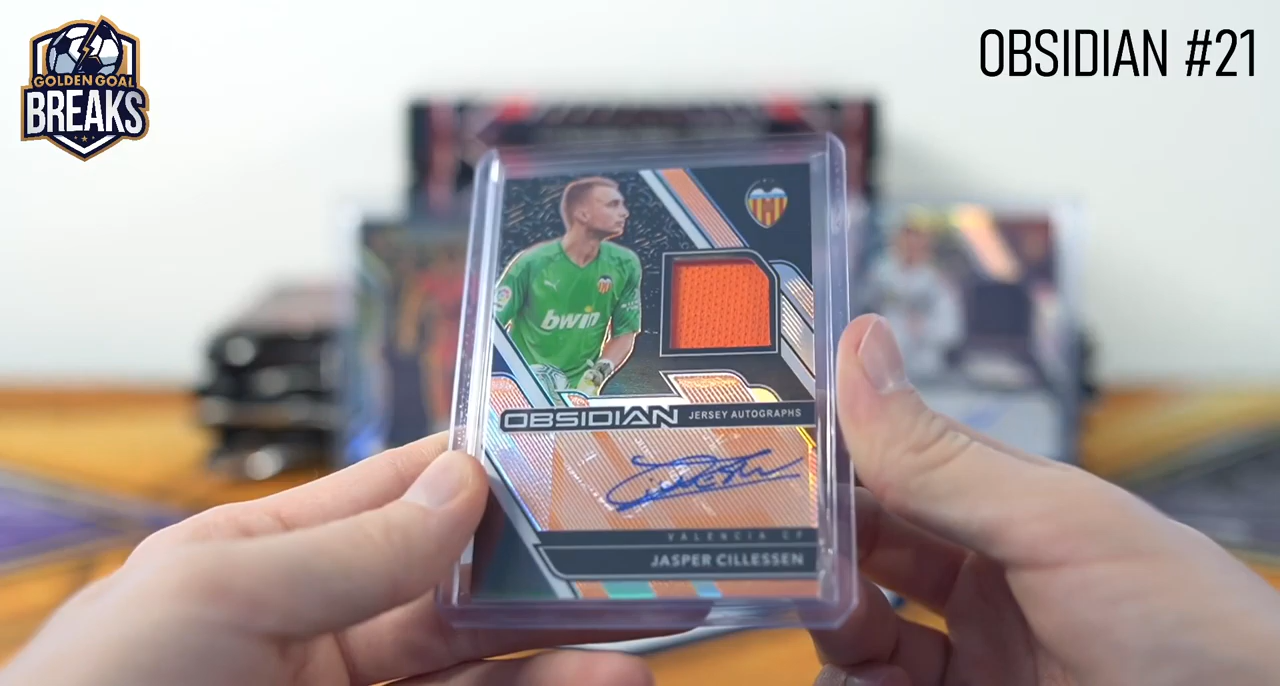 GOLDEN GOAL
BREAKS
OBSIDIAN #21
bwin
OBSIDIAN JERSEY AUTOGRAPHS
VALENCIA CF
JASPER CILLESSEN